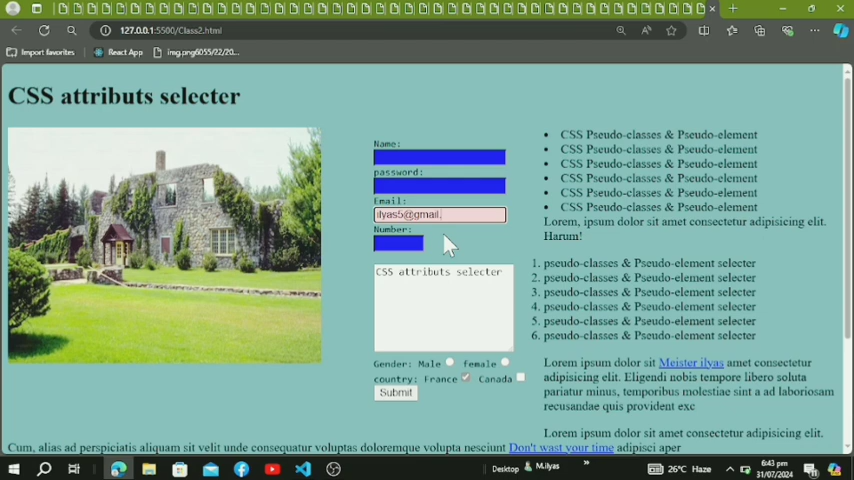 127.0.0.1:5500/Class2.html
Import favorites
React App
img.png6055/22/20...
CSS attributs selecter
Name:
password:
Email:
ilyas5@gmail.
Number:
CSS attributs selecter
Gender: Male female
country: France Canada
Submit
CSS Pseudo-classes & Pseudo-element
CSS Pseudo-classes & Pseudo-element
CSS Pseudo-classes & Pseudo-element
CSS Pseudo-classes & Pseudo-element
CSS Pseudo-classes & Pseudo-element
CSS Pseudo-classes & Pseudo-element
Lorem, ipsum dolor sit amet consectetur adipisicing elit.
Harum!
1. pseudo-classes & Pseudo-element selecter
2. pseudo-classes & Pseudo-element selecter
3. pseudo-classes & Pseudo-element selecter
4. pseudo-classes & Pseudo-element selecter
5. pseudo-classes & Pseudo-element selecter
6. pseudo-classes & Pseudo-element selecter
Lorem ipsum dolor sit Meister ilyas amet consectetur
adipisicing elit. Eligendi nobis tempore libero soluta
pariatur minus, temporibus molestiae sint a ad laboriosam
recusandae quis provident exc
Lorem ipsum dolor sit amet consectetur adipisicing elit.
Cum, alias ad perspiciatis aliquam sit velit unde consequatur voluptas doloremque volupta nesciunt Don't wast your time adipisci aper
Desktop
M.ilyas
26°C Haze
6:43 pm
31/07/2024